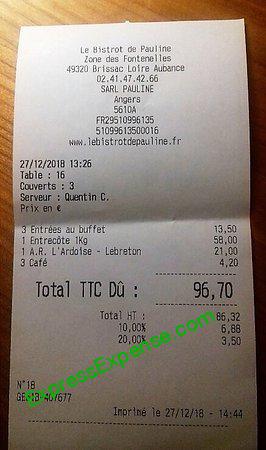 Le Bistrot de Pauline
Zone des Fontenelles
49320 Brissac Loire Aubance
02.41.47.42.66
SARL PAULINE
Angers
5610A
FR29510996135
51099613500016
www.lebistrotdepauline.fr
27/12/2018 13:26
Table : 16
Couverts : 3
Serveur : Quentin C.
Prix en €
3 Entrées au buffet 13,50
1 Entrecôte 1Kg 58,00
1 A.R. L'Ardoise - Lebreton 21,00
3 Café 4,20
Total TTC Dû : 96,70
Total HT : 86,32
10,00% 6,88
20,00% 3,50
ExpressExpense.com
N°18
Imprimé le 27/12/18 - 14:44